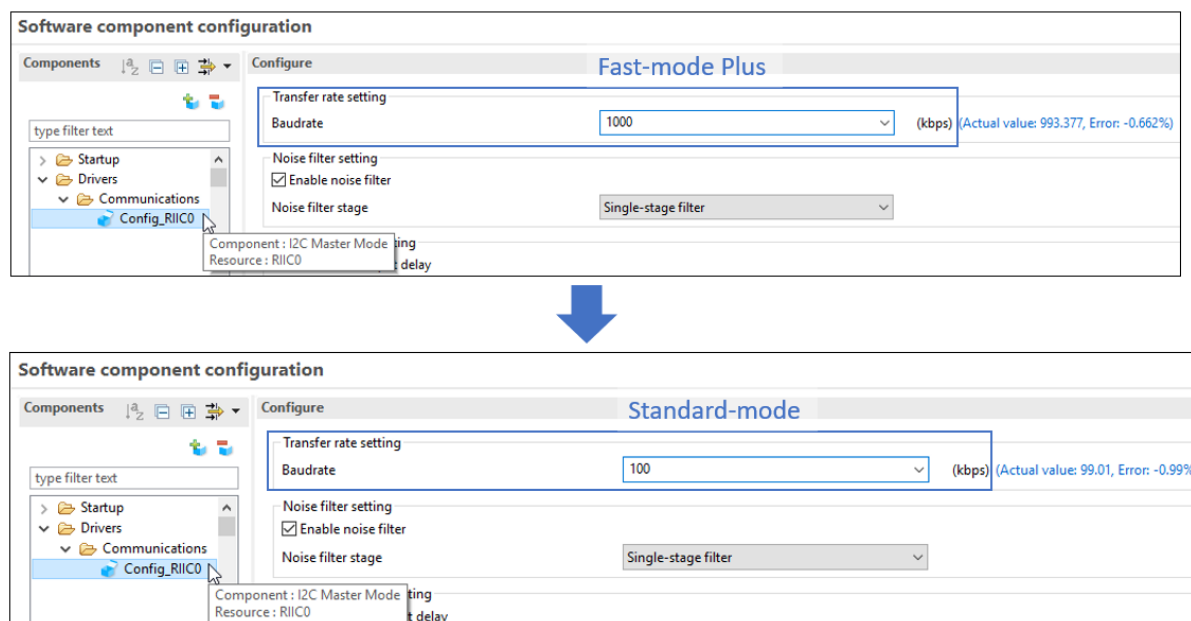 Software component configuration
Components
Configure
Fast-mode Plus
Transfer rate setting
Baudrate 1000 (kbps) (Actual value: 993.377, Error: -0.662%)
type filter text
Noise filter setting
Startup
Enable noise filter
Drivers
Communications
Noise filter stage Single-stage filter
Config_RIIC0
Component : I2C Master Mode
Resource : RIIC0
delay
Software component configuration
Components
Configure
Standard-mode
Transfer rate setting
Baudrate 100 (kbps) (Actual value: 99.01, Error: -0.99%
type filter text
Noise filter setting
Startup
Enable noise filter
Drivers
Communications
Noise filter stage Single-stage filter
Config_RIIC0
Component : I2C Master Mode
Resource : RIIC0
delay